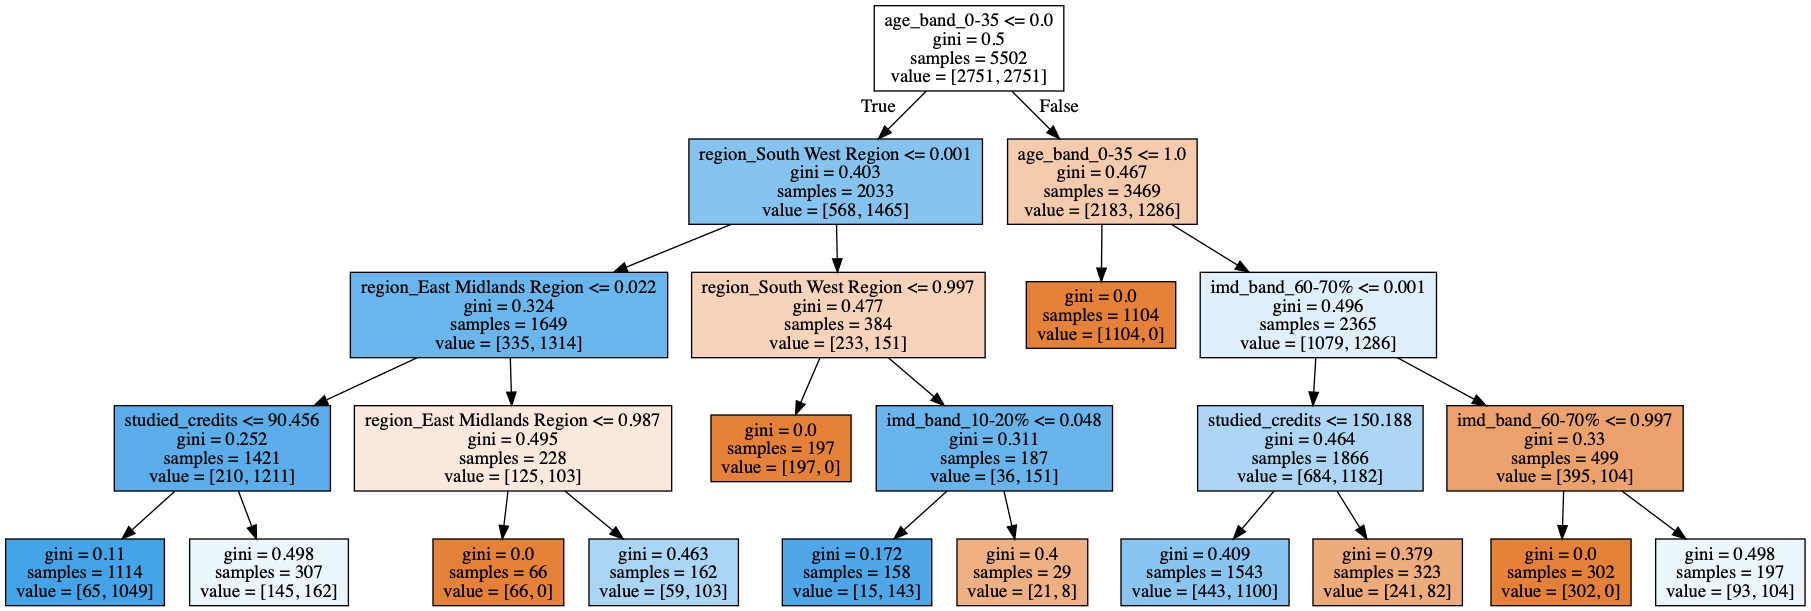 age_band_0-35 <= 0.0
gini = 0.5
samples = 5502
value = [2751, 2751]
True
False
region_South West Region <= 0.001
gini = 0.403
samples = 2033
value = [568, 1465]
age_band_0-35 <= 1.0
gini = 0.467
samples = 3469
value = [2183, 1286]
region_East Midlands Region <= 0.022
gini = 0.324
samples = 1649
value = [335, 1314]
region_South West Region <= 0.997
gini = 0.477
samples = 384
value = [233, 151]
gini = 0.0
samples = 1104
value = [1104, 0]
imd_band_60-70% <= 0.001
gini = 0.496
samples = 2365
value = [1079, 1286]
studied_credits <= 90.456
gini = 0.252
samples = 1421
value = [210, 1211]
region_East Midlands Region <= 0.987
gini = 0.495
samples = 228
value = [125, 103]
gini = 0.0
samples = 197
value = [197, 0]
imd_band_10-20% <= 0.048
gini = 0.311
samples = 187
value = [36, 151]
studied_credits <= 150.188
gini = 0.464
samples = 1866
value = [684, 1182]
imd_band_60-70% <= 0.997
gini = 0.33
samples = 499
value = [395, 104]
gini = 0.11
samples = 1114
value = [65, 1049]
gini = 0.498
samples = 307
value = [145, 162]
gini = 0.0
samples = 66
value = [66, 0]
gini = 0.463
samples = 162
value = [59, 103]
gini = 0.172
samples = 158
value = [15, 143]
gini = 0.4
samples = 29
value = [21, 8]
gini = 0.409
samples = 1543
value = [443, 1100]
gini = 0.379
samples = 323
value = [241, 82]
gini = 0.0
samples = 302
value = [302, 0]
gini = 0.498
samples = 197
value = [93, 104]